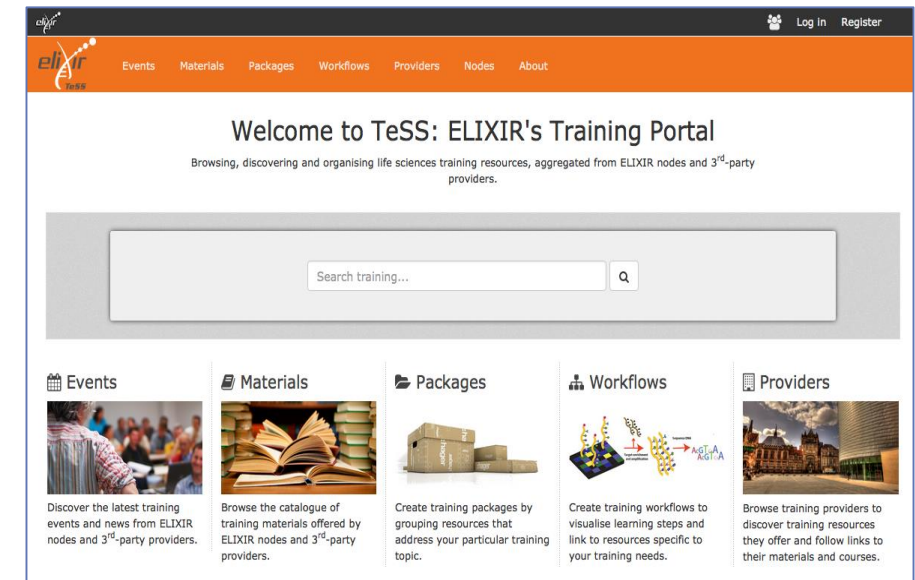 elixir
Log in Register
elixir
TeSS
Events Materials Packages Workflows Providers Nodes About
Welcome to TeSS: ELIXIR's Training Portal
Browsing, discovering and organising life sciences training resources, aggregated from ELIXIR nodes and 3rd-party
providers.
Search training...
Events
Discover the latest training
events and news from ELIXIR
nodes and 3rd-party providers.
Materials
Browse the catalogue of
training materials offered by
ELIXIR nodes and 3rd-party
providers.
Packages
Create training packages by
grouping resources that
address your particular training
topic.
Workflows
AcGTAA
AcGTAA
Create training workflows to
visualise learning steps and
link to resources specific to
your training needs.
Providers
Browse training providers to
discover training resources
they offer and follow links to
their materials and courses.